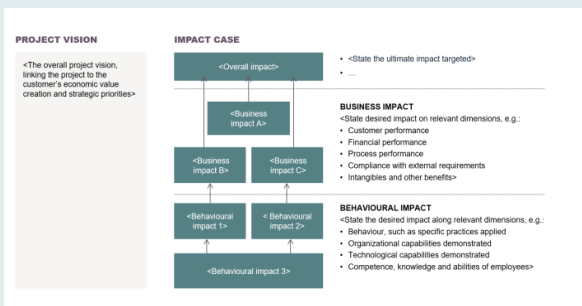 PROJECT VISION
<The overall project vision,
linking the project to the
customer's economic value
creation and strategic priorities>
IMPACT CASE
<Overall impact>
<Business
impact A>
<Business
impact B>
<Business
impact C>
<Behavioural
impact 1>
< Behavioural
impact 2>
<Behavioural impact 3>
• <State the ultimate impact targeted>
• …
BUSINESS IMPACT
<State desired impact on relevant dimensions, e.g.:
• Customer performance
• Financial performance
• Process performance
• Compliance with external requirements
• Intangibles and other benefits>
BEHAVIOURAL IMPACT
<State the desired impact along relevant dimensions, e.g.:
• Behaviour, such as specific practices applied
• Organizational capabilities demonstrated
• Technological capabilities demonstrated
• Competence, knowledge and abilities of employees>